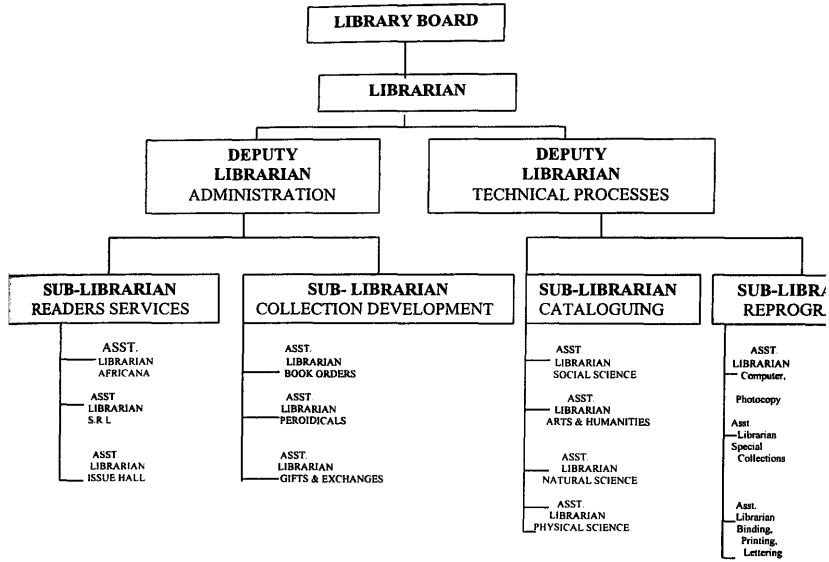 LIBRARY BOARD
LIBRARIAN
DEPUTY
LIBRARIAN
ADMINISTRATION
DEPUTY
LIBRARIAN
TECHNICAL PROCESSES
SUB-LIBRARIAN
READERS SERVICES
ASST.
LIBRARIAN
AFRICANA
ASST
LIBRARIAN
S.R L
ASST
LIBRARIAN
ISSUE HALL
SUB- LIBRARIAN
COLLECTION DEVELOPMENT
ASST.
LIBRARIAN
BOOK ORDERS
ASST
LIBRARIAN
PEROIDICALS
ASST.
LIBRARIAN
GIFTS & EXCHANGES
SUB-LIBRARIAN
CATALOGUING
ASST
LIBRARIAN
SOCIAL SCIENCE
ASST.
LIBRARIAN
ARTS & HUMANITIES
ASST.
LIBRARIAN
NATURAL SCIENCE
ASST.
LIBRARIAN
PHYSICAL SCIENCE
SUB-LIBRA
REPROGR
ASST.
LIBRARIAN
Computer,
Photocopy
Asst
Librarian
Special
Collections
Asst.
Librarian
Binding,
Printing,
Lettering